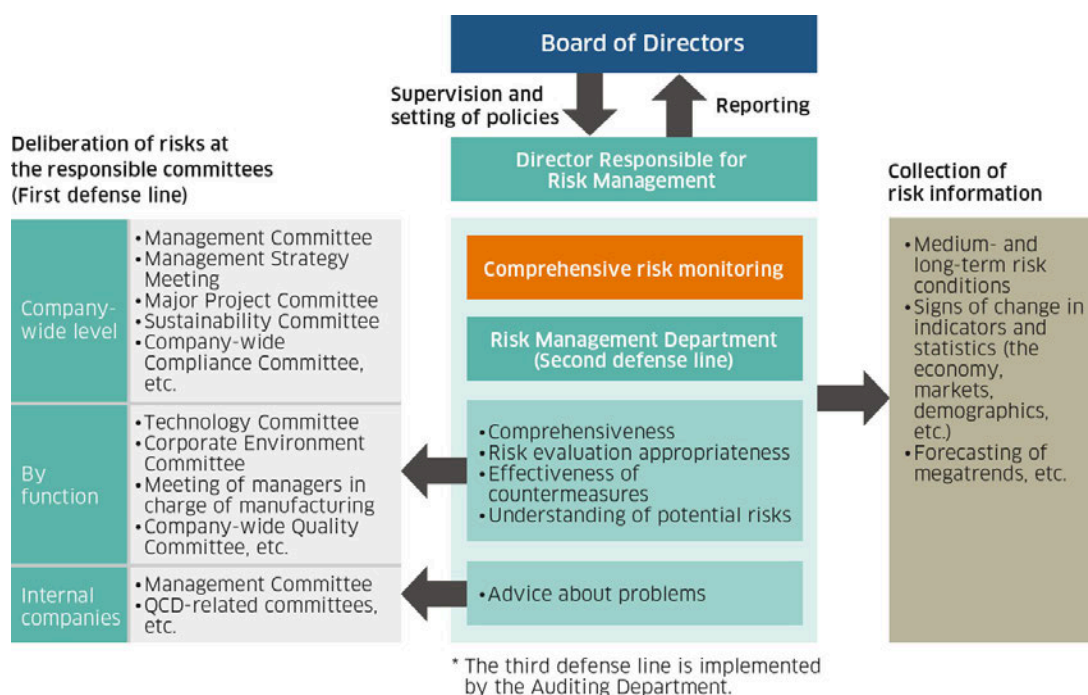 Board of Directors
Supervision and
setting of policies
Reporting
Director Responsible for
Risk Management
Deliberation of risks at
the responsible committees
(First defense line)
Company-
wide level
•Management Committee
•Management Strategy
Meeting
•Major Project Committee
•Sustainability Committee
•Company-wide
Compliance Committee,
etc.
By
function
•Technology Committee
•Corporate Environment
Committee
•Meeting of managers in
charge of manufacturing
•Company-wide Quality
Committee, etc.
Internal
companies
•Management Committee
•QCD-related committees,
etc.
Comprehensive risk monitoring
Risk Management Department
(Second defense line)
•Comprehensiveness
•Risk evaluation appropriateness
•Effectiveness of
countermeasures
•Understanding of potential risks
•Advice about problems
* The third defense line is implemented
by the Auditing Department.
Collection of
risk information
•Medium- and
long-term risk
conditions
•Signs of change in
indicators and
statistics (the
economy,
markets,
demographics,
etc.)
•Forecasting of
megatrends, etc.